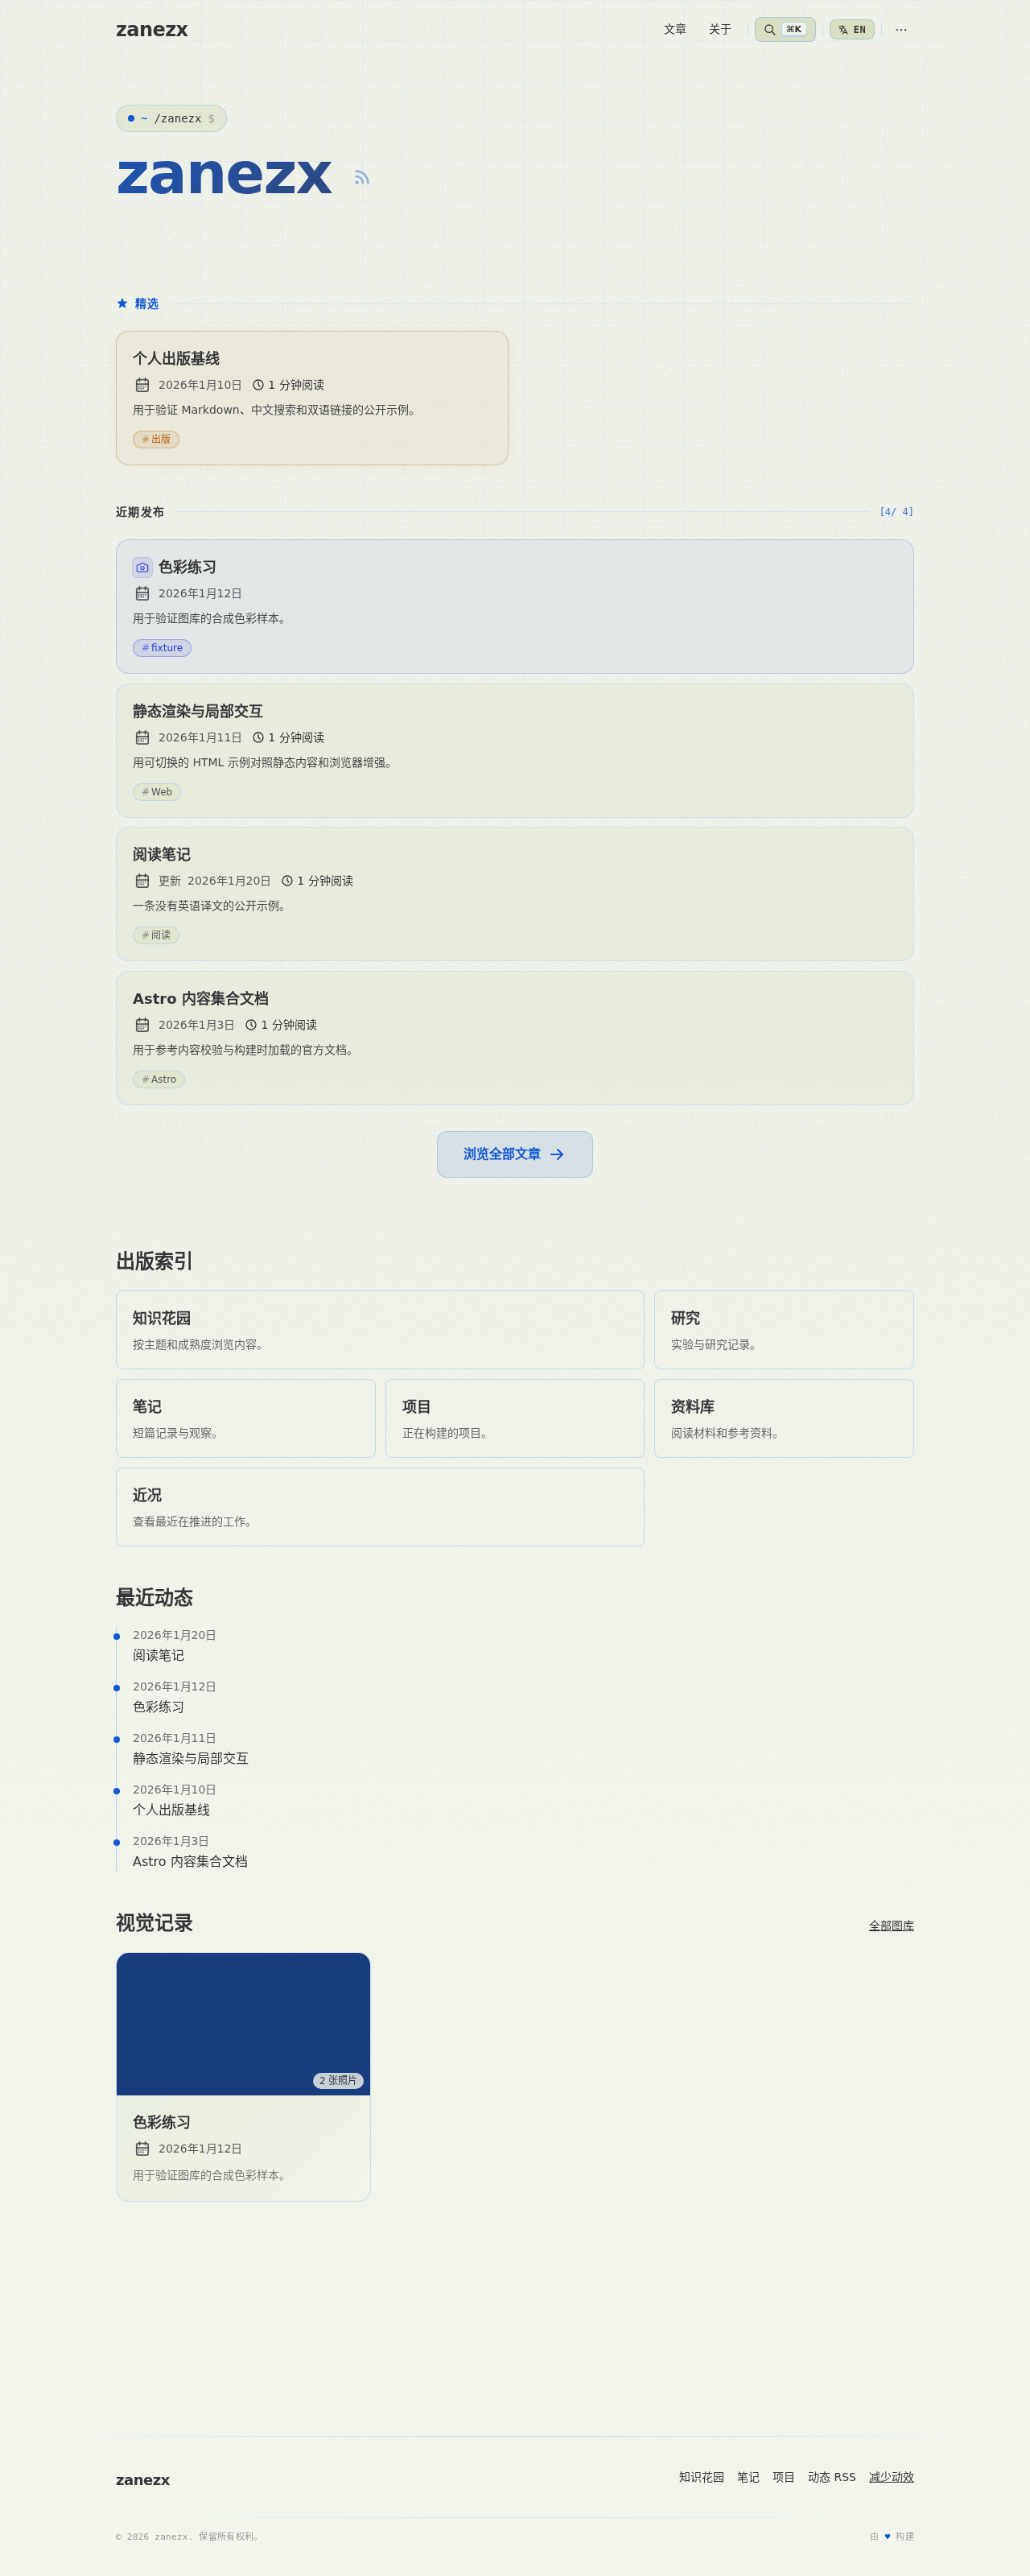 zanezx
文章 关于 ⌘K EN ···
~ /zanezx $
zanezx
精选
个人出版基线
2026年1月10日 1 分钟阅读
用于验证 Markdown、中文搜索和双语链接的公开示例。
#出版
近期发布 [4/ 4]
色彩练习
2026年1月12日
用于验证图库的合成色彩样本。
#fixture
静态渲染与局部交互
2026年1月11日 1 分钟阅读
用可切换的 HTML 示例对照静态内容和浏览器增强。
#Web
阅读笔记
更新 2026年1月20日 1 分钟阅读
一条没有英语译文的公开示例。
#阅读
Astro 内容集合文档
2026年1月3日 1 分钟阅读
用于参考内容校验与构建时加载的官方文档。
#Astro
浏览全部文章
出版索引
知识花园
按主题和成熟度浏览内容。
研究
实验与研究记录。
笔记
短篇记录与观察。
项目
正在构建的项目。
资料库
阅读材料和参考资料。
近况
查看最近在推进的工作。
最近动态
2026年1月20日
阅读笔记
2026年1月12日
色彩练习
2026年1月11日
静态渲染与局部交互
2026年1月10日
个人出版基线
2026年1月3日
Astro 内容集合文档
视觉记录 全部图库
2 张照片
色彩练习
2026年1月12日
用于验证图库的合成色彩样本。
zanezx
知识花园 笔记 项目 动态 RSS 减少动效
© 2026 zanezx. 保留所有权利。
由 ♥ 构建